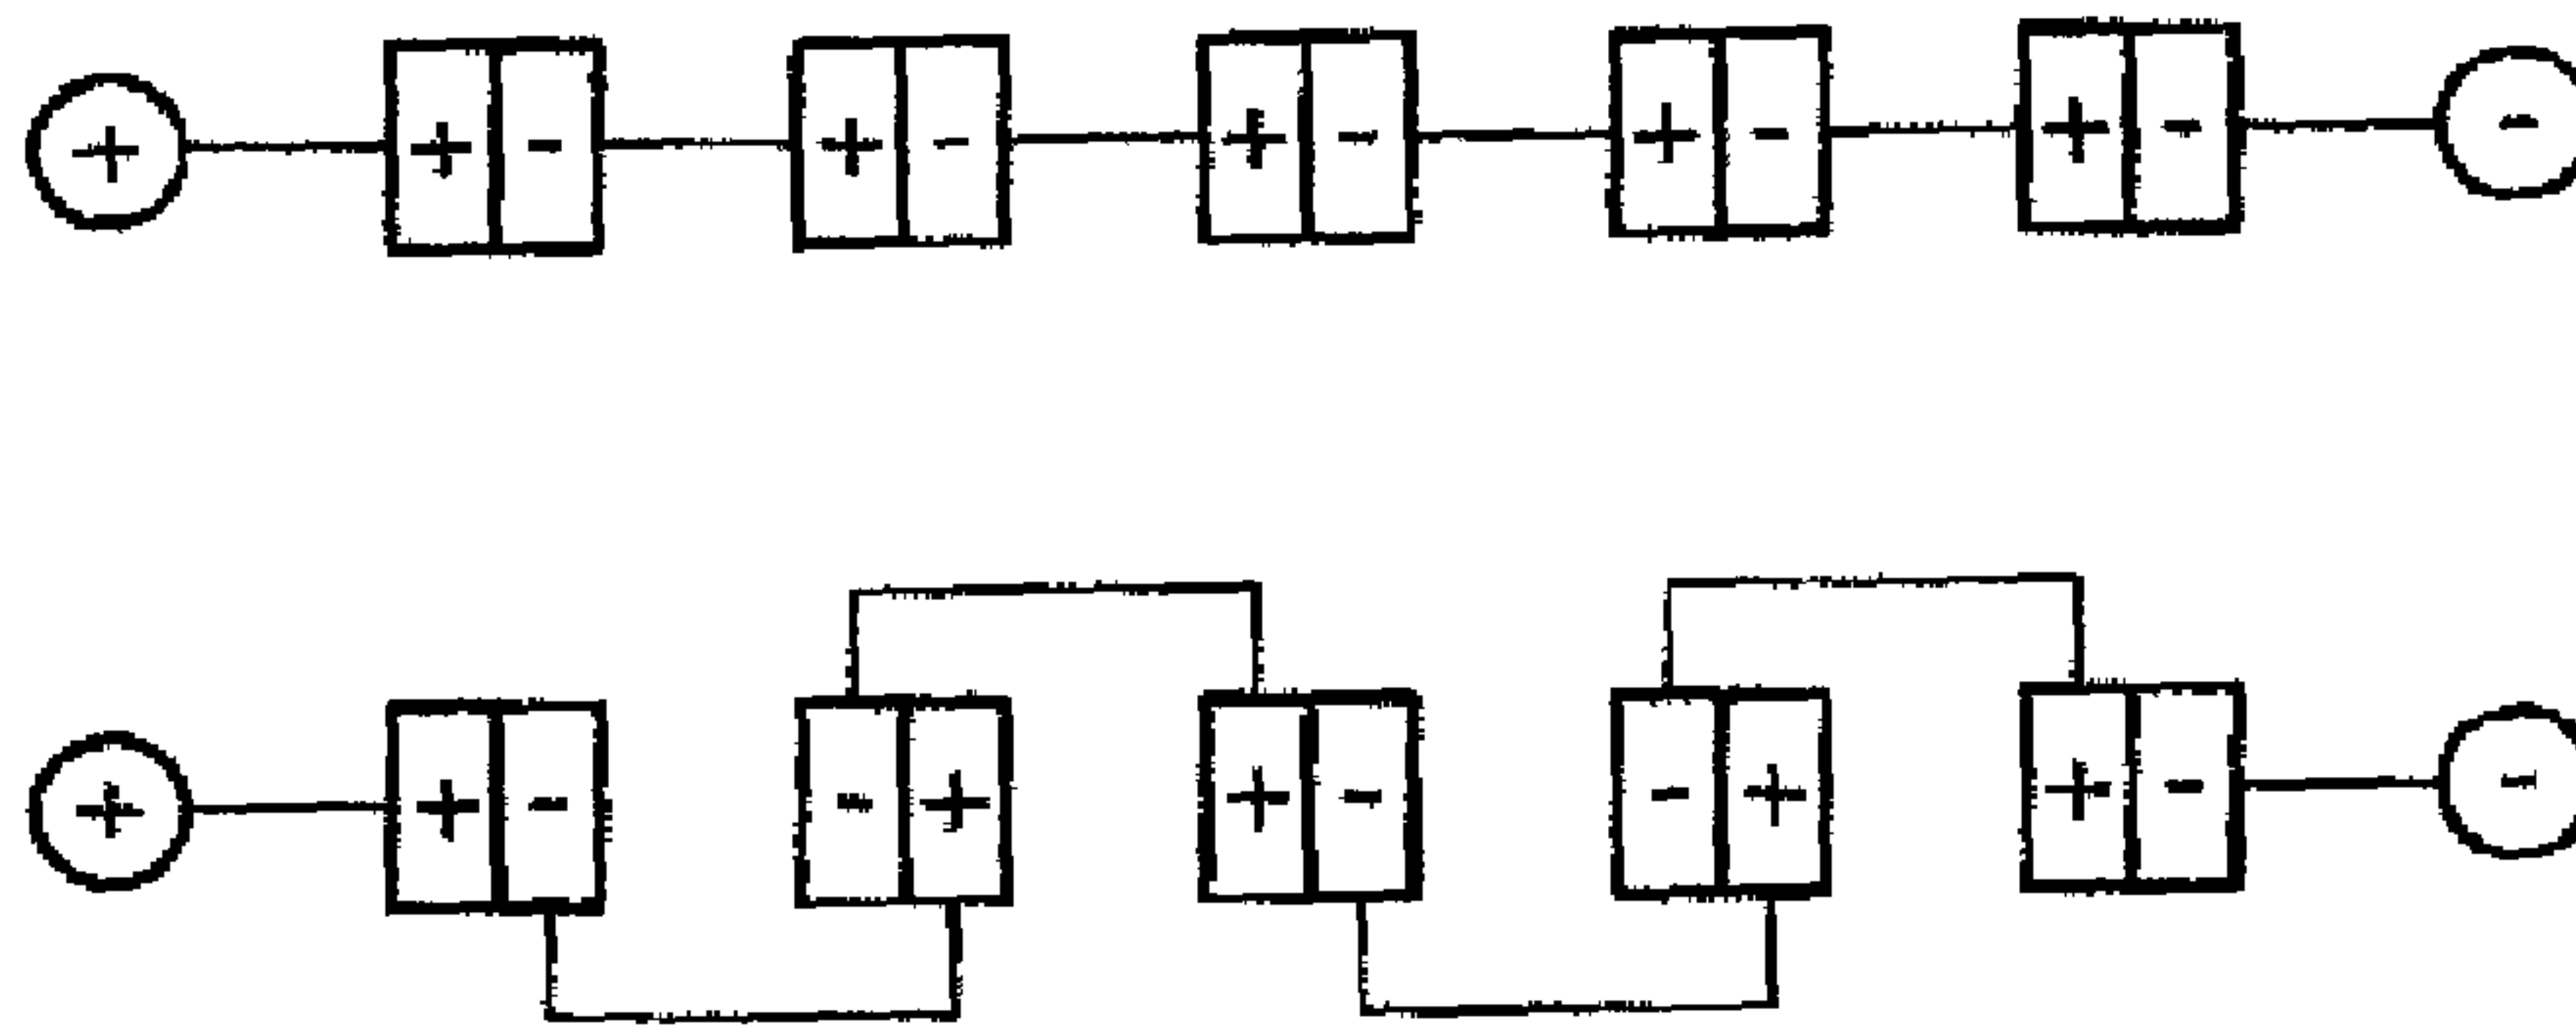 + + - + - + - + - + - -
+ + - - + + - - + + - -